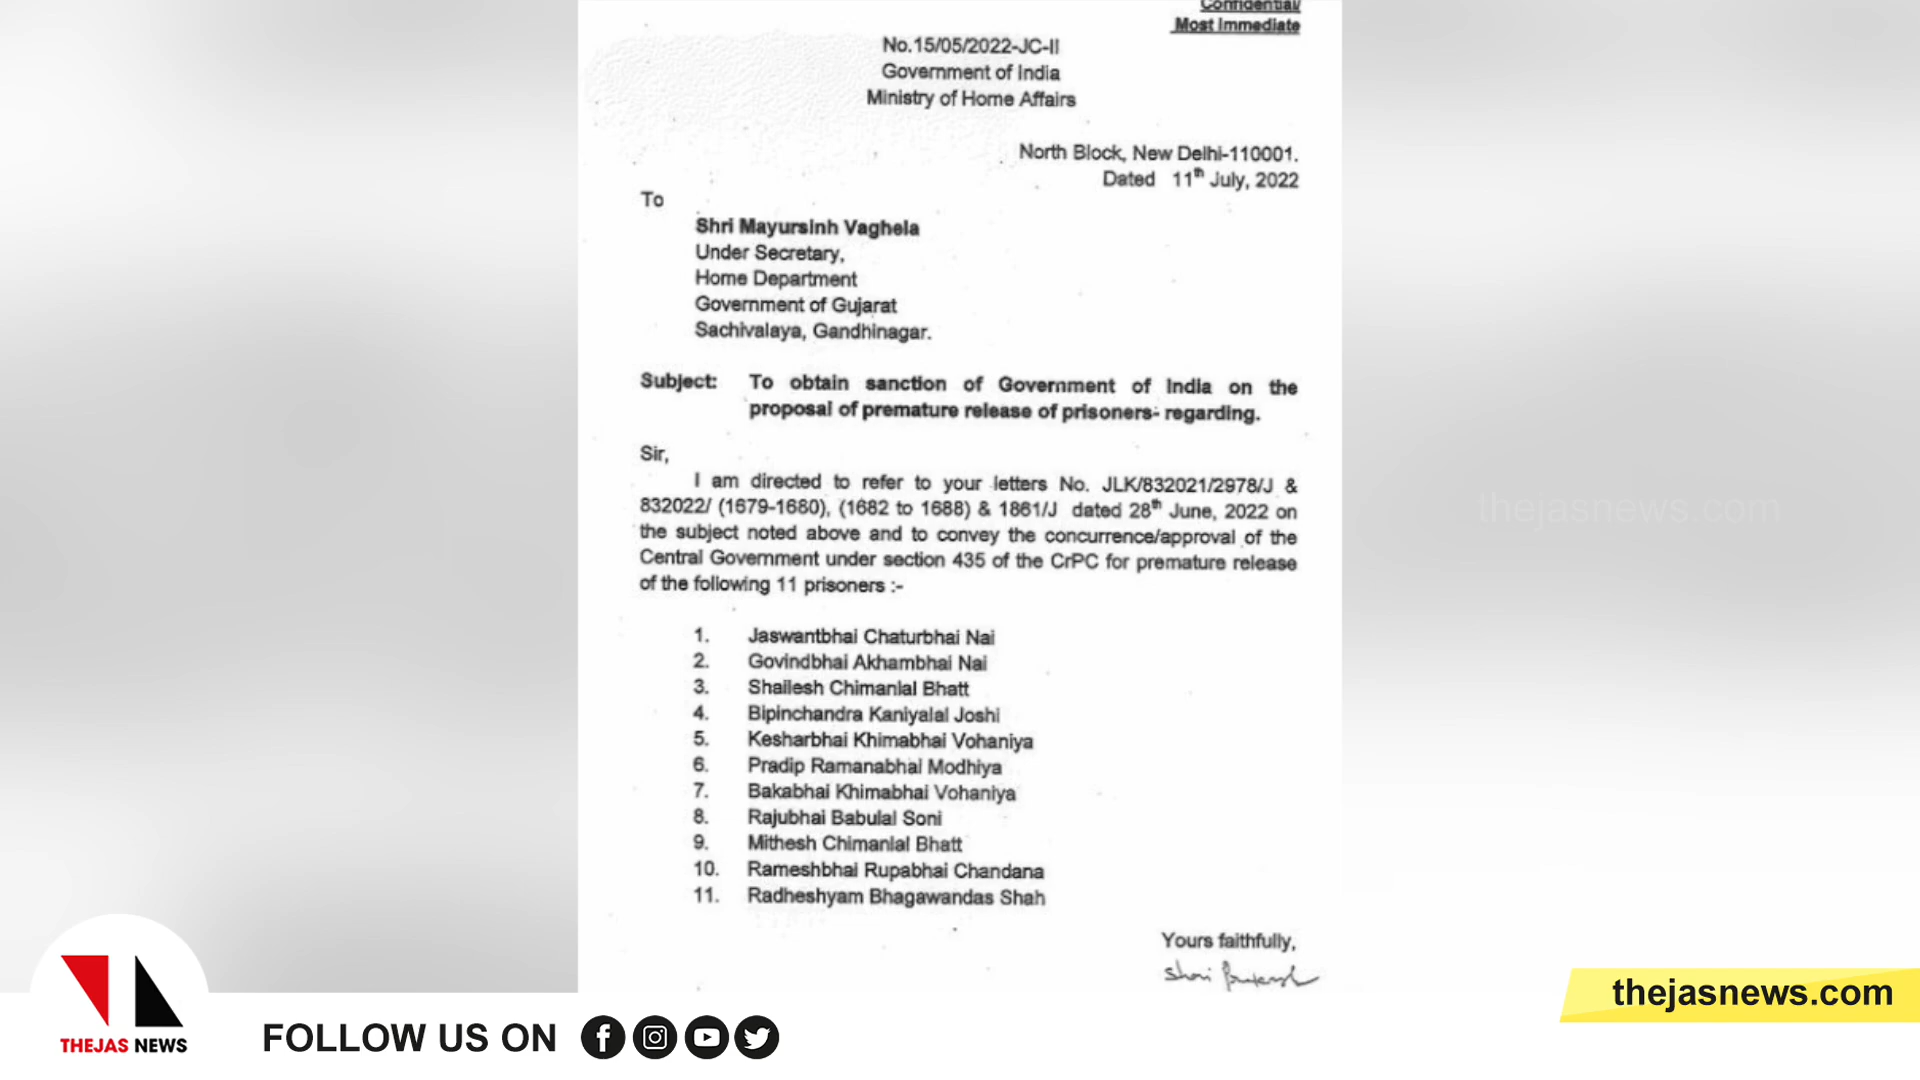 Confidential/
Most Immediate
No.15/05/2022-JC-II
Government of India
Ministry of Home Affairs
North Block, New Delhi-110001.
Dated 11th July, 2022
To
Shri Mayursinh Vaghela
Under Secretary,
Home Department
Government of Gujarat
Sachivalaya, Gandhinagar.
Subject: To obtain sanction of Government of India on the
proposal of premature release of prisoners- regarding.
Sir,
I am directed to refer to your letters No. JLK/832021/2978/J &
832022/ (1679-1680), (1682 to 1688) & 1861/J dated 28th June, 2022 on
the subject noted above and to convey the concurrence/approval of the
Central Government under section 435 of the CrPC for premature release
of the following 11 prisoners :-
1. Jaswantbhai Chaturbhai Nai
2. Govindbhai Akhambhai Nai
3. Shailesh Chimanlal Bhatt
4. Bipinchandra Kaniyalal Joshi
5. Kesharbhai Khimabhai Vohaniya
6. Pradip Ramanabhai Modhiya
7. Bakabhai Khimabhai Vohaniya
8. Rajubhai Babulal Soni
9. Mithesh Chimanlal Bhatt
10. Rameshbhai Rupabhai Chandana
11. Radheshyam Bhagawandas Shah
Yours faithfully,
Shri
thejasnews.com
THEJAS NEWS
FOLLOW US ON
thejasnews.com